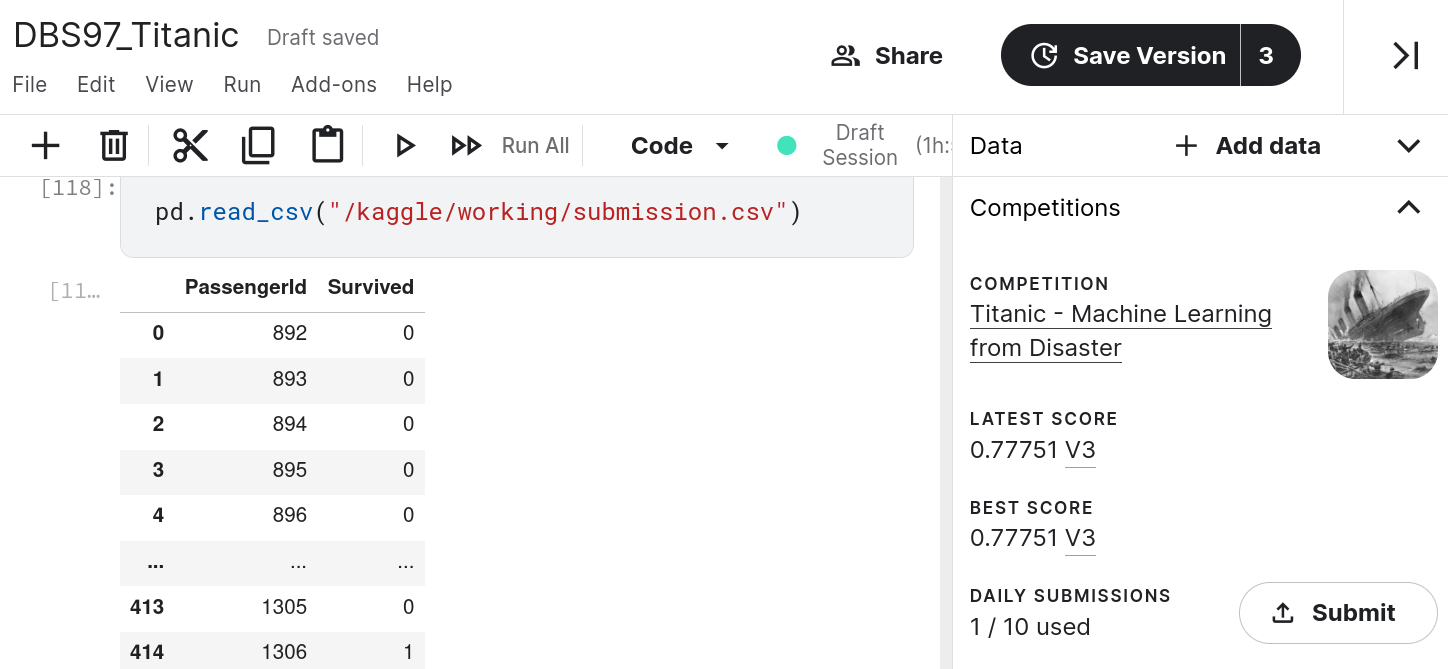 DBS97_Titanic Draft saved
File Edit View Run Add-ons Help
Share
Save Version 3
Run All
Code
Draft
Session
(1h:
Data
Add data
[118]:
pd.read_csv("/kaggle/working/submission.csv")
[11…
PassengerId Survived
0 892 0
1 893 0
2 894 0
3 895 0
4 896 0
... ... ...
413 1305 0
414 1306 1
Competitions
COMPETITION
Titanic - Machine Learning
from Disaster
LATEST SCORE
0.77751 V3
BEST SCORE
0.77751 V3
DAILY SUBMISSIONS
1 / 10 used
Submit